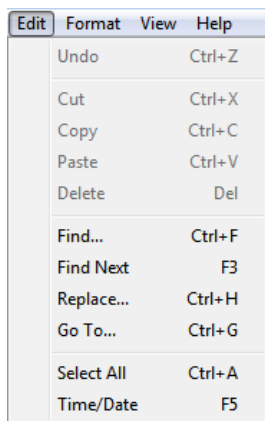 Edit Format View Help
Undo Ctrl+Z
Cut Ctrl+X
Copy Ctrl+C
Paste Ctrl+V
Delete Del
Find... Ctrl+F
Find Next F3
Replace... Ctrl+H
Go To... Ctrl+G
Select All Ctrl+A
Time/Date F5